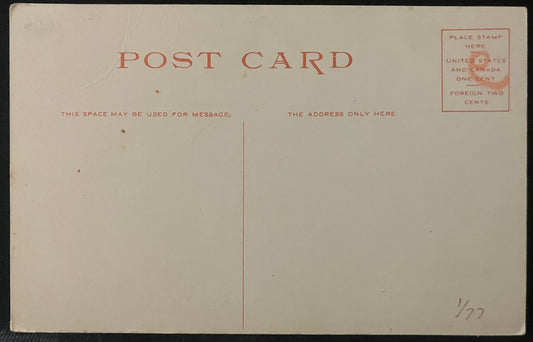 POST CARD
PLACE STAMP
HERE.
UNITED STATES
AND CANADA
ONE CENT.
FOREIGN TWO
CENTS
THIS SPACE MAY BE USED FOR MESSAGE.
THE ADDRESS ONLY HERE.
1/77